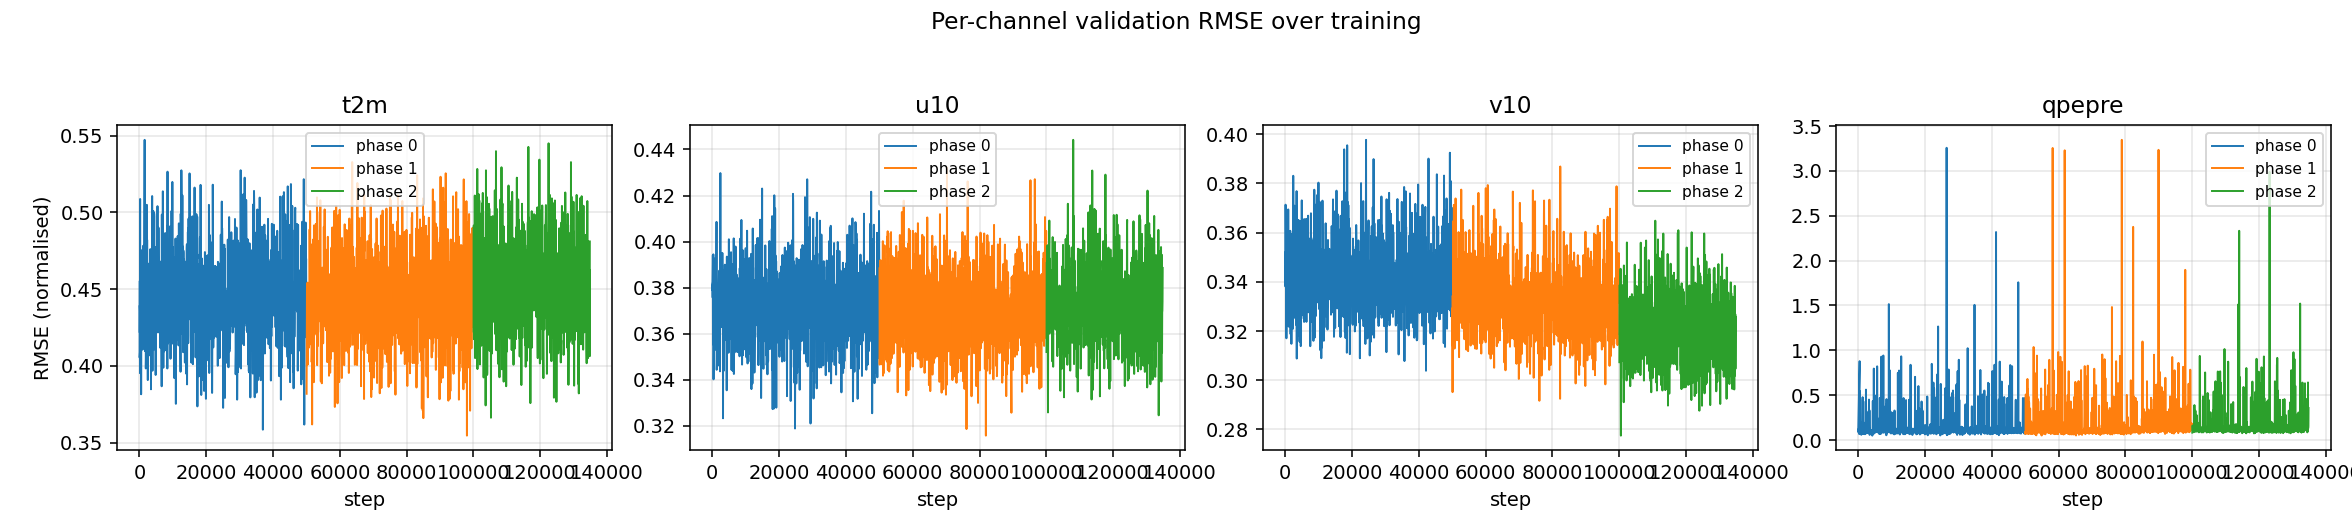 Per-channel validation RMSE over training
t2m
RMSE (normalised)
0.55
0.50
0.45
0.40
0.35
phase 0
phase 1
phase 2
0 20000 40000 60000 80000 100000 120000 140000
step
u10
0.44
0.42
0.40
0.38
0.36
0.34
0.32
phase 0
phase 1
phase 2
0 20000 40000 60000 80000 100000 120000 140000
step
v10
0.40
0.38
0.36
0.34
0.32
0.30
0.28
phase 0
phase 1
phase 2
0 20000 40000 60000 80000 100000 120000 140000
step
qpepre
3.5
3.0
2.5
2.0
1.5
1.0
0.5
0.0
phase 0
phase 1
phase 2
0 20000 40000 60000 80000 100000 120000 140000
step